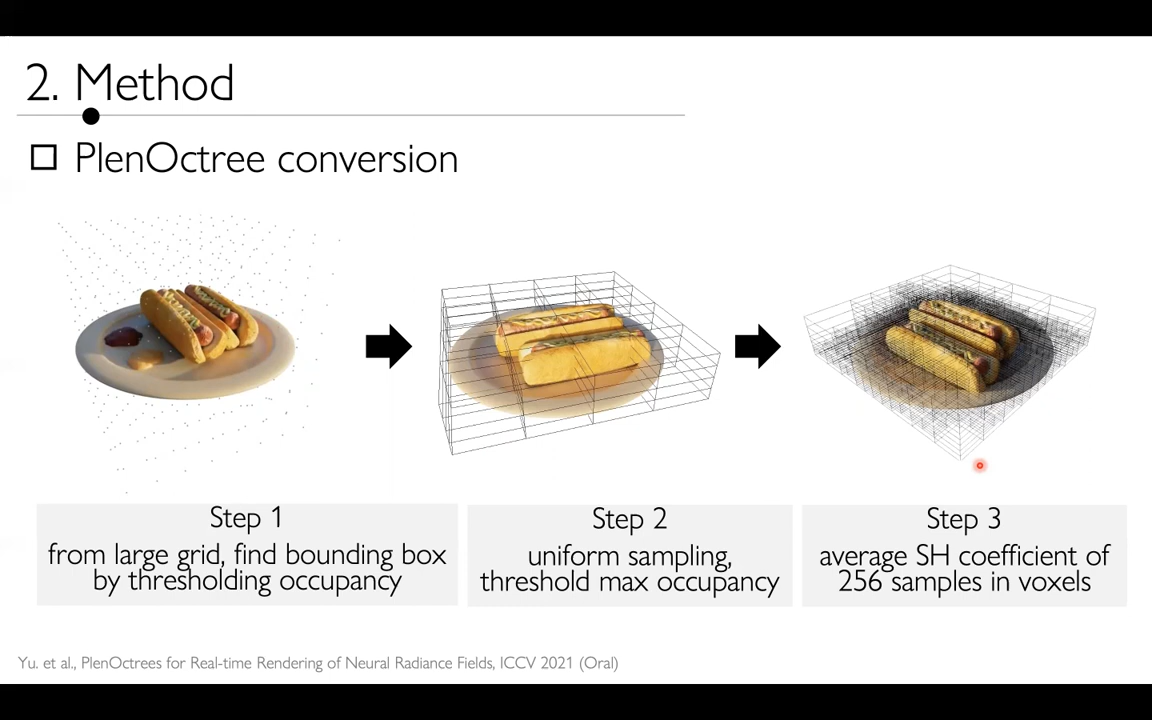 2. Method
PlenOctree conversion
Step 1
from large grid, find bounding box
by thresholding occupancy
Step 2
uniform sampling,
threshold max occupancy
Step 3
average SH coefficient of
256 samples in voxels
Yu. et al., PlenOctrees for Real-time Rendering of Neural Radiance Fields, ICCV 2021 (Oral)